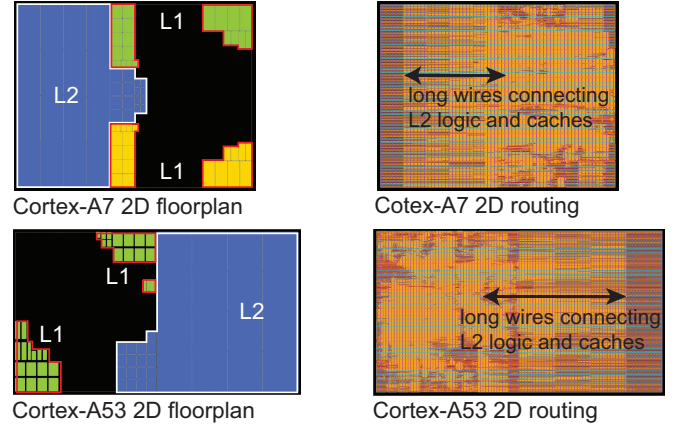 L1
L2
L1
Cortex-A7 2D floorplan
long wires connecting
L2 logic and caches
Cotex-A7 2D routing
L1
L1
L2
Cortex-A53 2D floorplan
long wires connecting
L2 logic and caches
Cortex-A53 2D routing